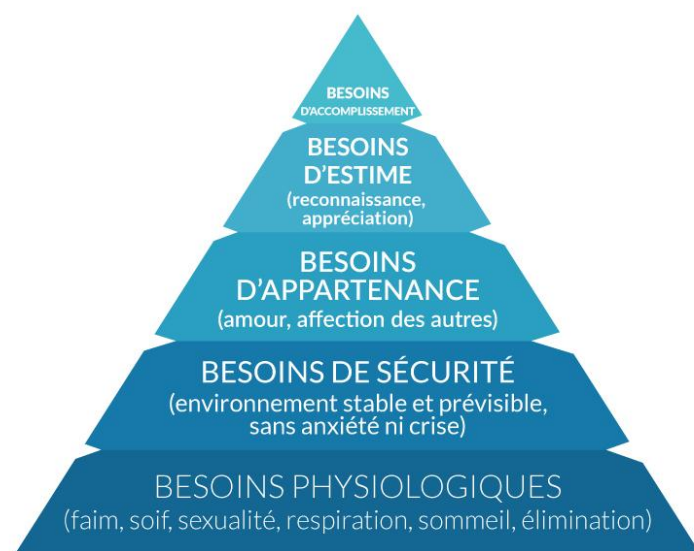 BESOINS
D'ACCOMPLISSEMENT
BESOINS
D'ESTIME
(reconnaissance,
appréciation)
BESOINS
D'APPARTENANCE
(amour, affection des autres)
BESOINS DE SÉCURITÉ
(environnement stable et prévisible,
sans anxiété ni crise)
BESOINS PHYSIOLOGIQUES
(faim, soif, sexualité, respiration, sommeil, élimination)